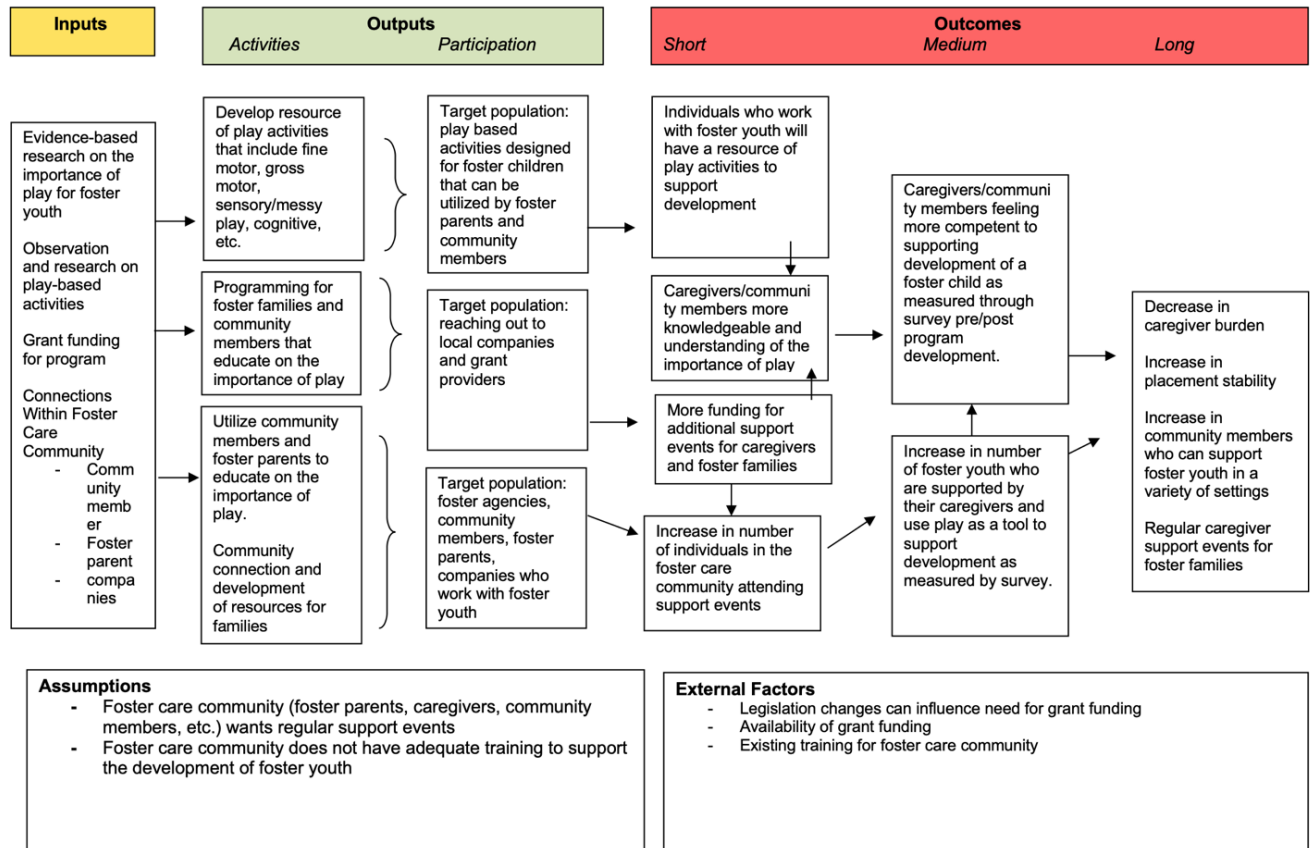 Inputs
Outputs
Activities
Participation
Outcomes
Short
Medium
Long
Evidence-based
research on the
importance of
play for foster
youth
Observation
and research on
play-based
activities
Grant funding
for program
Connections
Within Foster
Care
Community
- Comm
unity
memb
er
- Foster
parent
- compa
nies
Develop resource
of play activities
that include fine
motor, gross
motor,
sensory/messy
play, cognitive,
etc.
Programming for
foster families and
community
members that
educate on the
importance of play
Utilize community
members and
foster parents to
educate on the
importance of
play.
Community
connection and
development
of resources for
families
Target population:
play based
activities designed
for foster children
that can be
utilized by foster
parents and
community
members
Target population:
reaching out to
local companies
and grant
providers
Target population:
foster agencies,
community
members, foster
parents,
companies who
work with foster
youth
Individuals who work
with foster youth will
have a resource of
play activities to
support
development
Caregivers/communi
ty members more
knowledgeable and
understanding of the
importance of play
More funding for
additional support
events for caregivers
and foster families
Increase in number
of individuals in the
foster care
community attending
support events
Caregivers/communi
ty members feeling
more competent to
supporting
development of a
foster child as
measured through
survey pre/post
program
development.
Increase in number
of foster youth who
are supported by
their caregivers and
use play as a tool to
support
development as
measured by survey.
Decrease in
caregiver burden
Increase in
placement stability
Increase in
community members
who can support
foster youth in a
variety of settings
Regular caregiver
support events for
foster families
Assumptions
- Foster care community (foster parents, caregivers, community
members, etc.) wants regular support events
- Foster care community does not have adequate training to support
the development of foster youth
External Factors
- Legislation changes can influence need for grant funding
- Availability of grant funding
- Existing training for foster care community